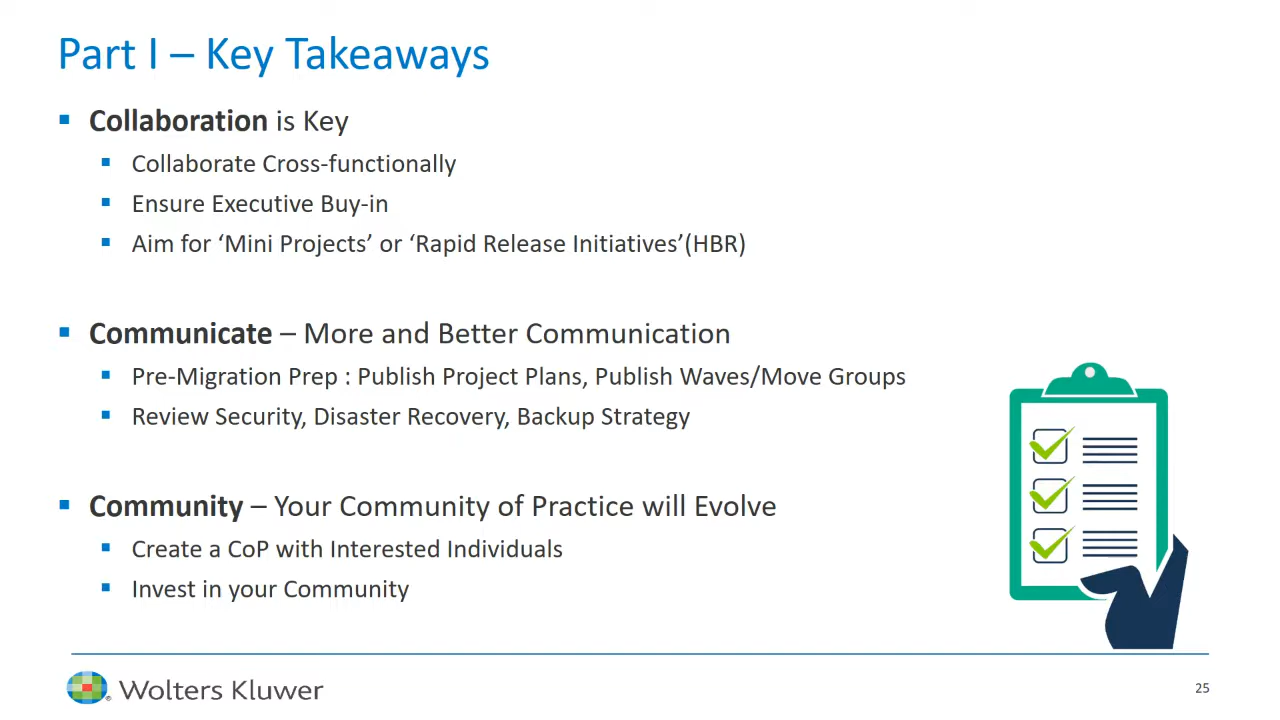 Part I – Key Takeaways
Collaboration is Key
Collaborate Cross-functionally
Ensure Executive Buy-in
Aim for ‘Mini Projects’ or ‘Rapid Release Initiatives’(HBR)
Communicate – More and Better Communication
Pre-Migration Prep : Publish Project Plans, Publish Waves/Move Groups
Review Security, Disaster Recovery, Backup Strategy
Community – Your Community of Practice will Evolve
Create a CoP with Interested Individuals
Invest in your Community
® Wolters Kluwer
25